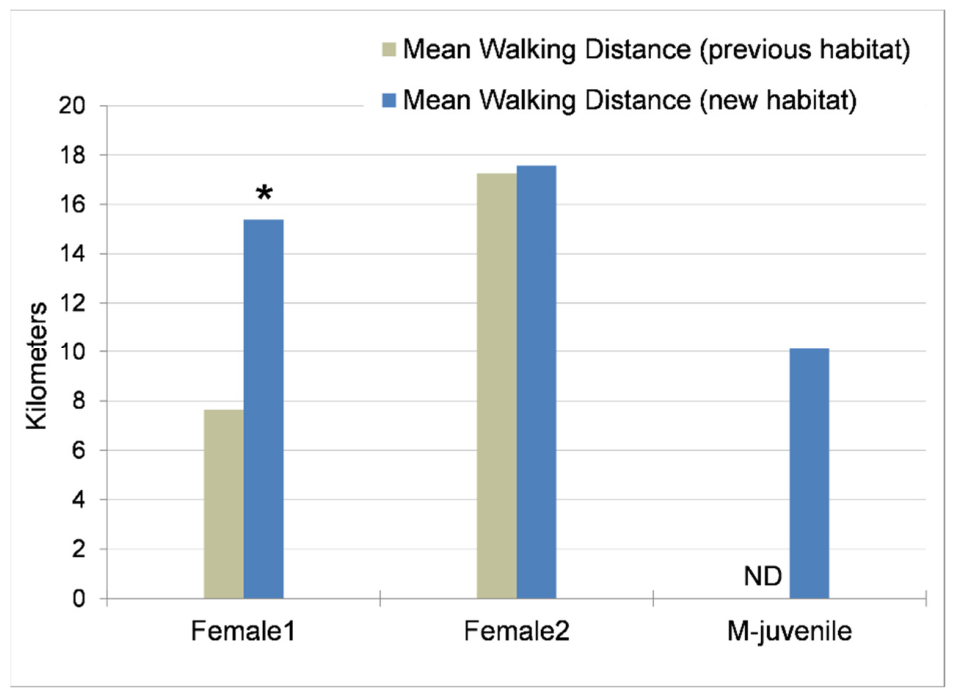 Mean Walking Distance (previous habitat)
Mean Walking Distance (new habitat)
20
18
16
14
12
10
8
6
4
2
0
Kilometers
*
ND
Female1 Female2 M-juvenile